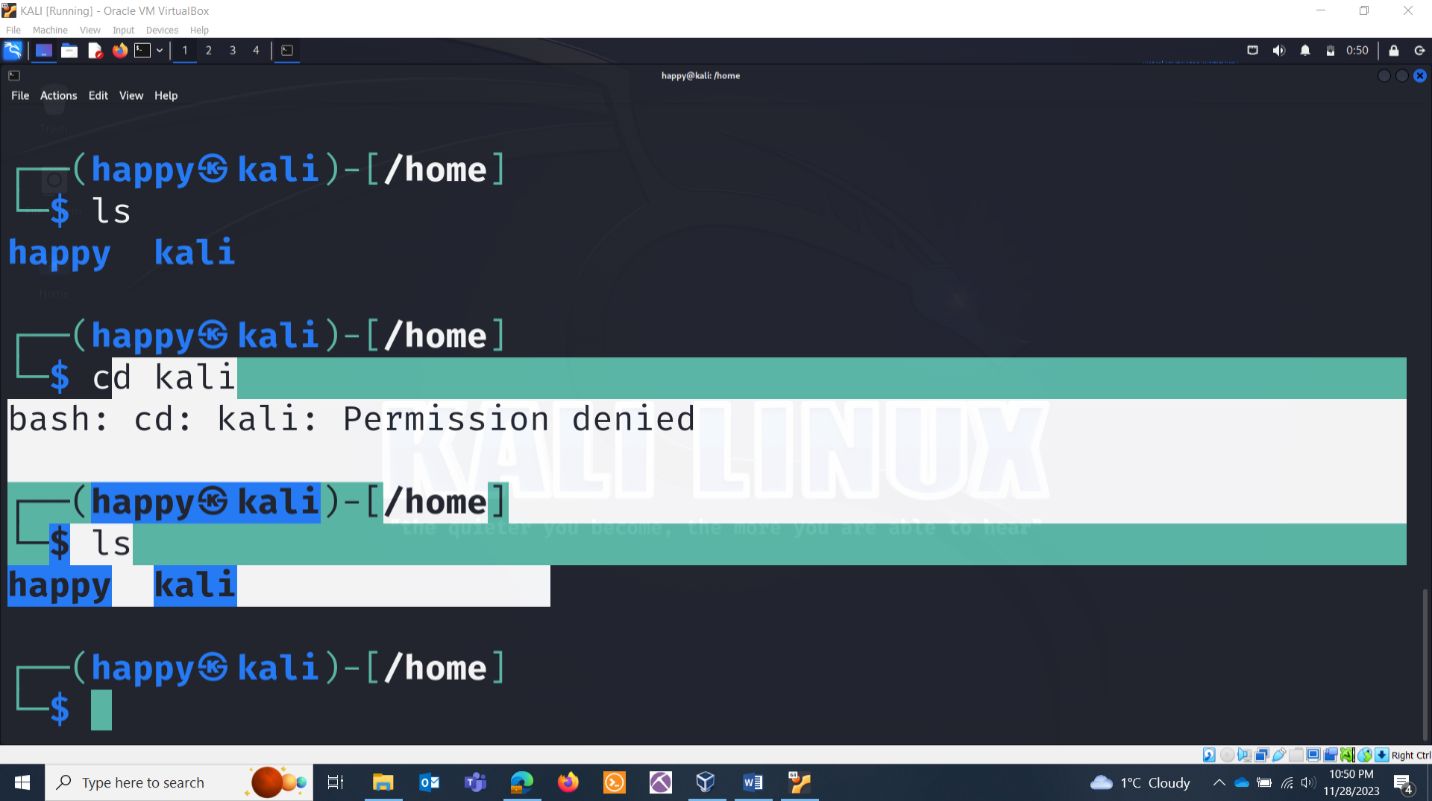 KALI [Running] - Oracle VM VirtualBox
File Machine View Input Devices Help
1 2 3 4 0:50
happy@kali: /home
File Actions Edit View Help
┌──(happy㉿kali)-[/home]
└─$ ls
happy kali
┌──(happy㉿kali)-[/home]
└─$ cd kali
bash: cd: kali: Permission denied
KALI LINUX
┌──(happy㉿kali)-[/home]
"the quieter you become, the more you are able to hear"
└─$ ls
happy kali
┌──(happy㉿kali)-[/home]
└─$
Right Ctrl
Type here to search
1°C Cloudy
10:50 PM
11/28/2023
4